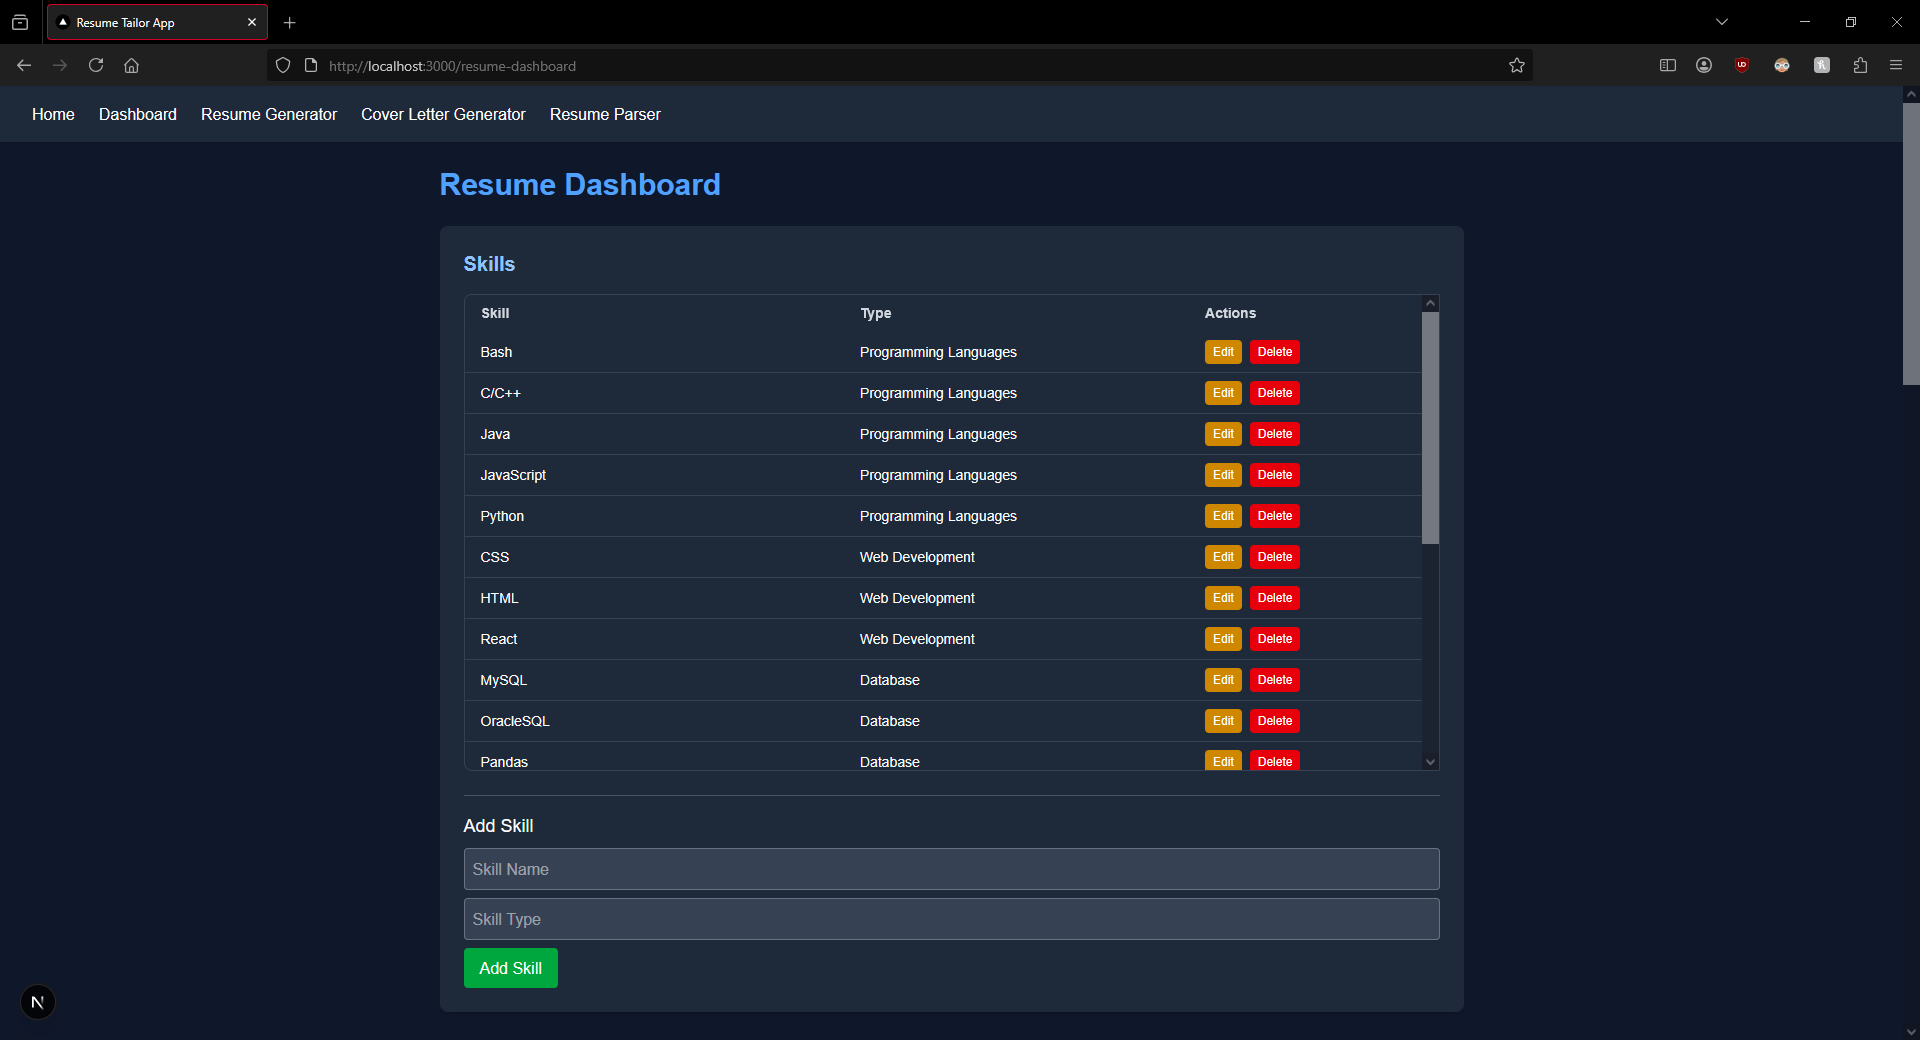 Resume Tailor App
http://localhost:3000/resume-dashboard
Home Dashboard Resume Generator Cover Letter Generator Resume Parser
Resume Dashboard
Skills
Skill Type Actions
Bash Programming Languages Edit Delete
C/C++ Programming Languages Edit Delete
Java Programming Languages Edit Delete
JavaScript Programming Languages Edit Delete
Python Programming Languages Edit Delete
CSS Web Development Edit Delete
HTML Web Development Edit Delete
React Web Development Edit Delete
MySQL Database Edit Delete
OracleSQL Database Edit Delete
Pandas Database Edit Delete
Add Skill
Skill Name
Skill Type
Add Skill
N